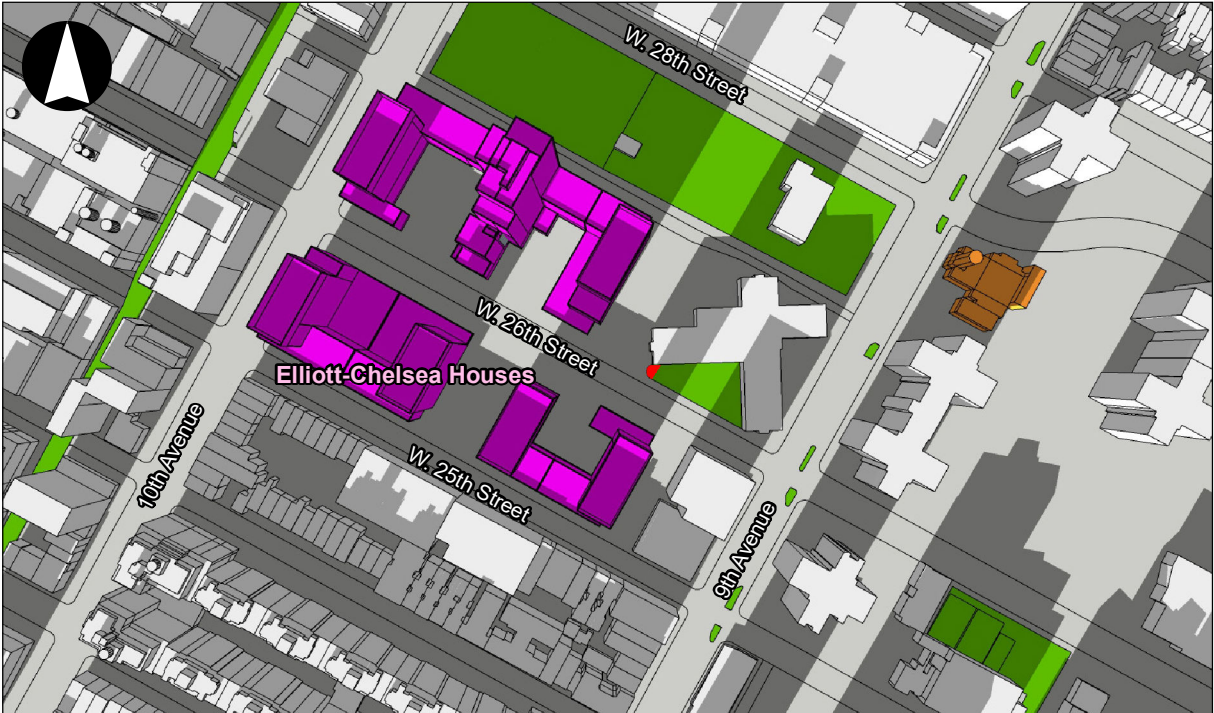 W. 28th Street
W. 26th Street
Elliott-Chelsea Houses
10th Avenue
W. 25th Street
9th Avenue